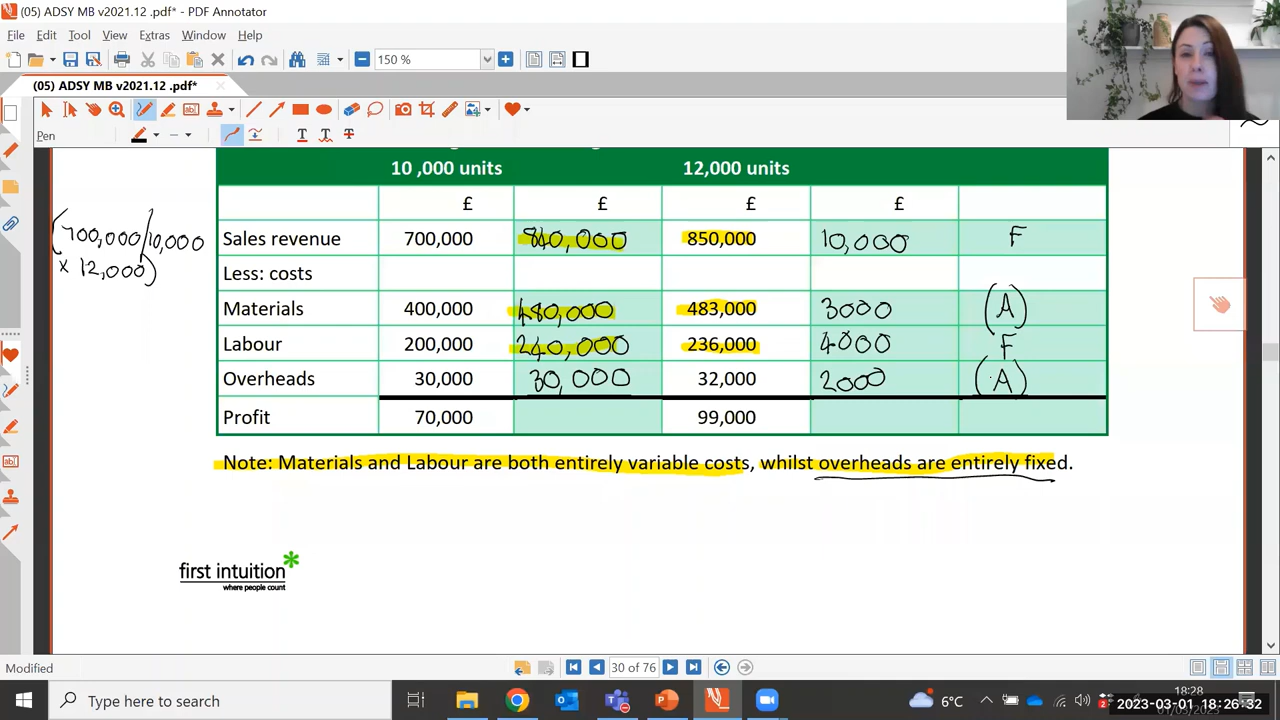 (05) ADSY MB v2021.12 .pdf* - PDF Annotator
File Edit Tool View Extras Window Help
150 %
(05) ADSY MB v2021.12 .pdf*
Pen
10 ,000 units 12,000 units
£ £ £ £
Sales revenue 700,000 840,000 850,000 10,000 F
(700,000/10,000
x 12,000)
Less: costs
Materials 400,000 480,000 483,000 3000 (A)
Labour 200,000 240,000 236,000 4000 F
Overheads 30,000 30,000 32,000 2000 (A)
Profit 70,000 99,000
Note: Materials and Labour are both entirely variable costs, whilst overheads are entirely fixed.
first intuition*
where people count
Modified
30 of 76
Type here to search
6°C
18:28
2023-03-01 18:26:32